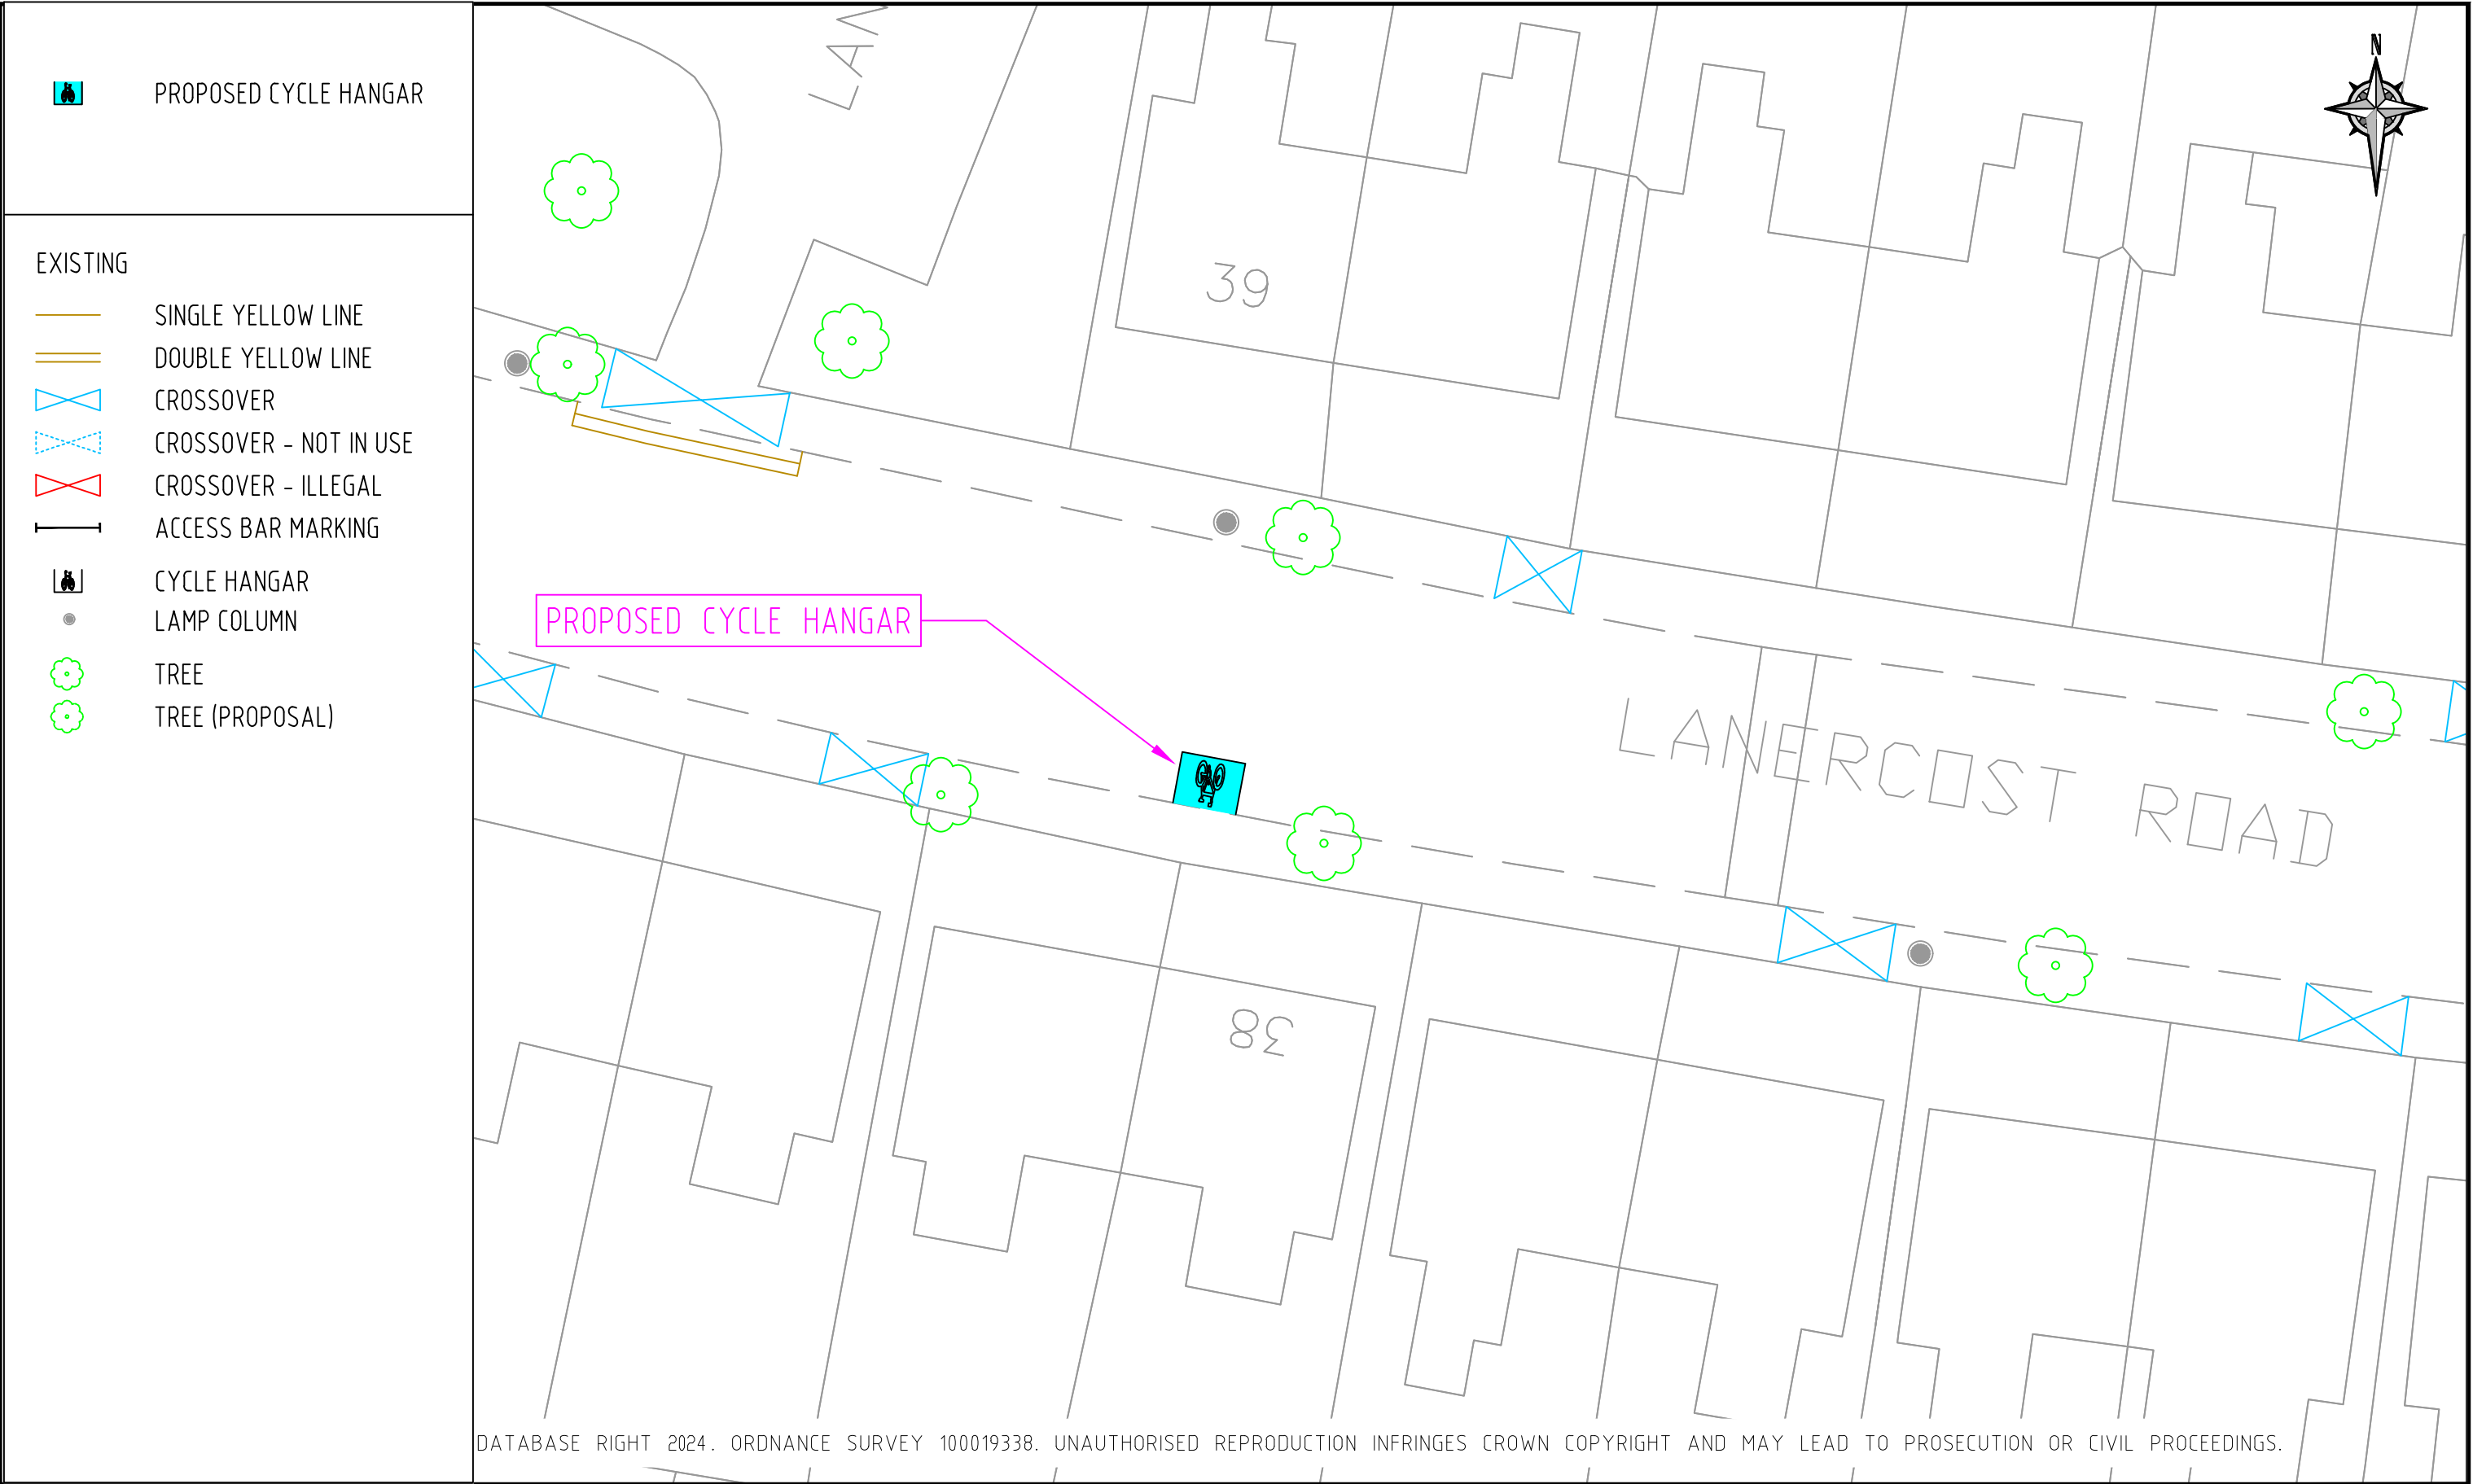 PROPOSED CYCLE HANGAR
EXISTING
SINGLE YELLOW LINE
DOUBLE YELLOW LINE
CROSSOVER
CROSSOVER - NOT IN USE
CROSSOVER - ILLEGAL
ACCESS BAR MARKING
CYCLE HANGAR
LAMP COLUMN
TREE
TREE (PROPOSAL)
LAN
N
39
PROPOSED CYCLE HANGAR
LANERCOST ROAD
38
DATABASE RIGHT 2024. ORDNANCE SURVEY 100019338. UNAUTHORISED REPRODUCTION INFRINGES CROWN COPYRIGHT AND MAY LEAD TO PROSECUTION OR CIVIL PROCEEDINGS.